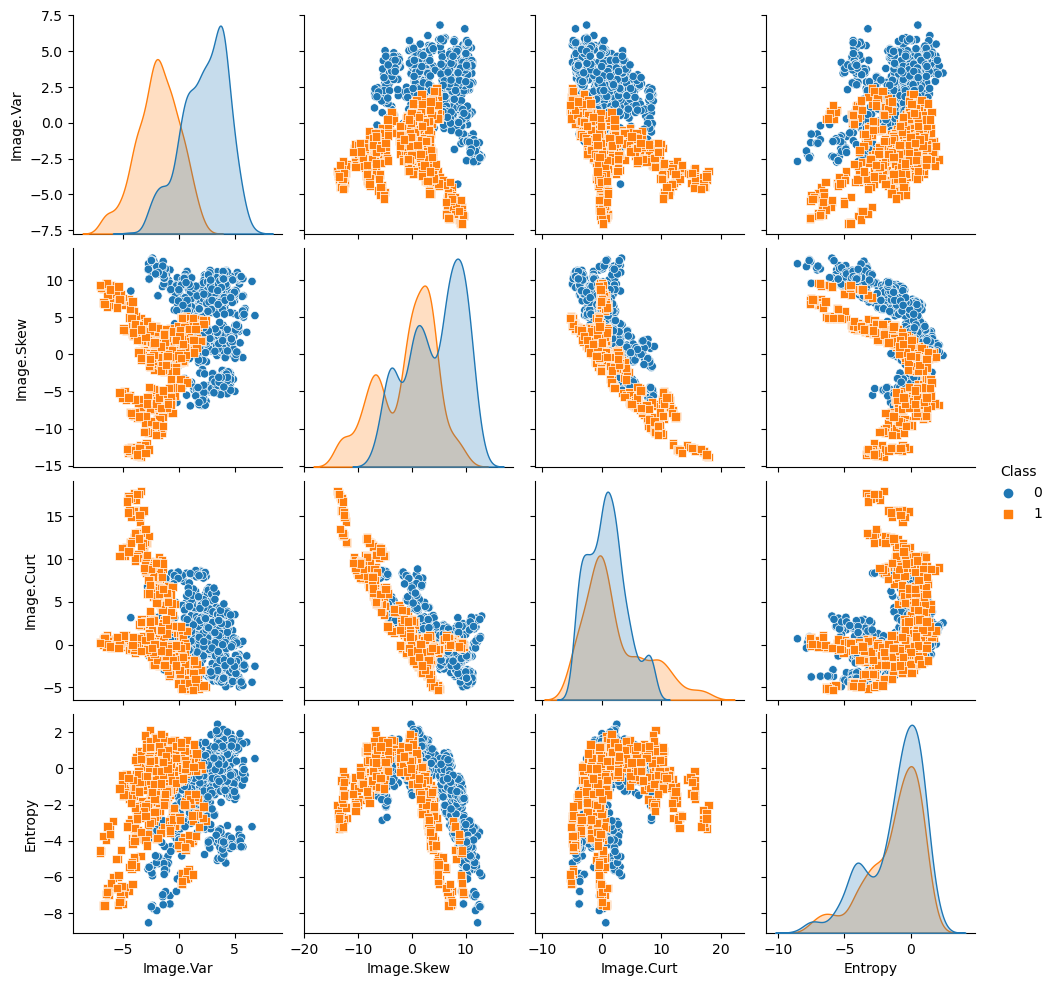 7.5
5.0
2.5
0.0
−2.5
−5.0
−7.5
Image.Var
10
5
0
−5
−10
−15
Image.Skew
Class
0
1
15
10
5
0
−5
Image.Curt
2
0
−2
−4
−6
−8
Entropy
−5 0 5
−20 −10 0 10
−10 0 10 20
−10 −5 0
Image.Var Image.Skew Image.Curt Entropy